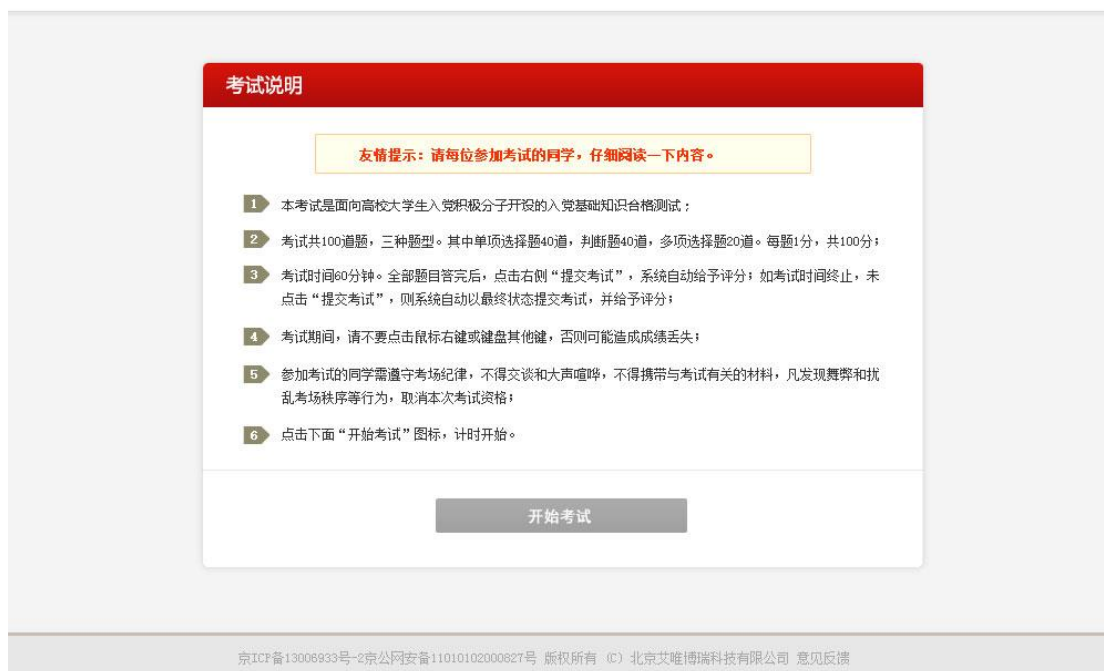 考试说明
友情提示：请每位参加考试的同学，仔细阅读一下内容。
1 本考试是面向高校大学生入党积极分子开设的入党基础知识合格测试；
2 考试共100道题，三种题型。其中单项选择题40道，判断题40道，多项选择题20道。每题1分，共100分；
3 考试时间60分钟。全部题目答完后，点击右侧“提交考试”，系统自动给予评分；如考试时间终止，未
点击“提交考试”，则系统自动以最终状态提交考试，并给予评分；
4 考试期间，请不要点击鼠标右键或键盘其他键，否则可能造成成绩丢失；
5 参加考试的同学需遵守考场纪律，不得交谈和大声喧哗，不得携带与考试有关的材料，凡发现舞弊和扰
乱考场秩序等行为，取消本次考试资格；
6 点击下面“开始考试”图标，计时开始。
开始考试
京ICP备13006933号-2京公网安备11010102000827号 版权所有 (C) 北京艾唯博瑞科技有限公司 意见反馈